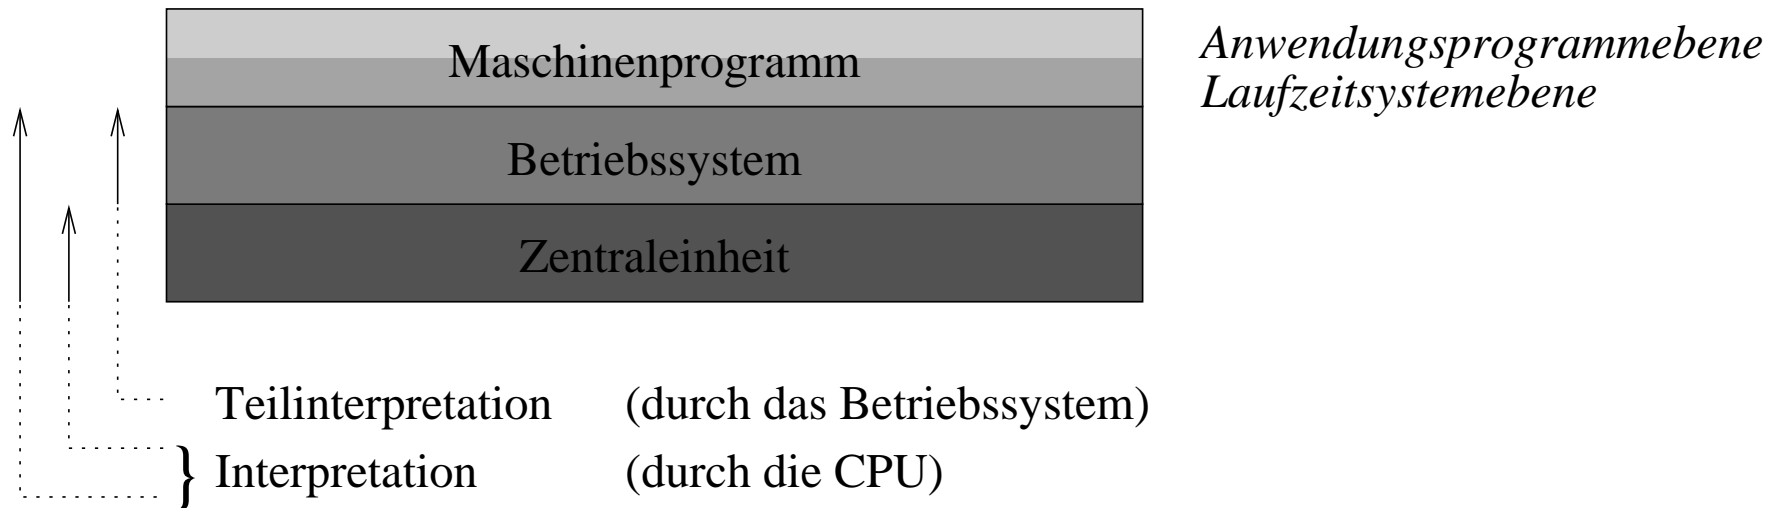 Maschinenprogramm
Anwendungsprogrammebene
Laufzeitsystemebene
Betriebssystem
Zentraleinheit
Teilinterpretation (durch das Betriebssystem)
} Interpretation (durch die CPU)